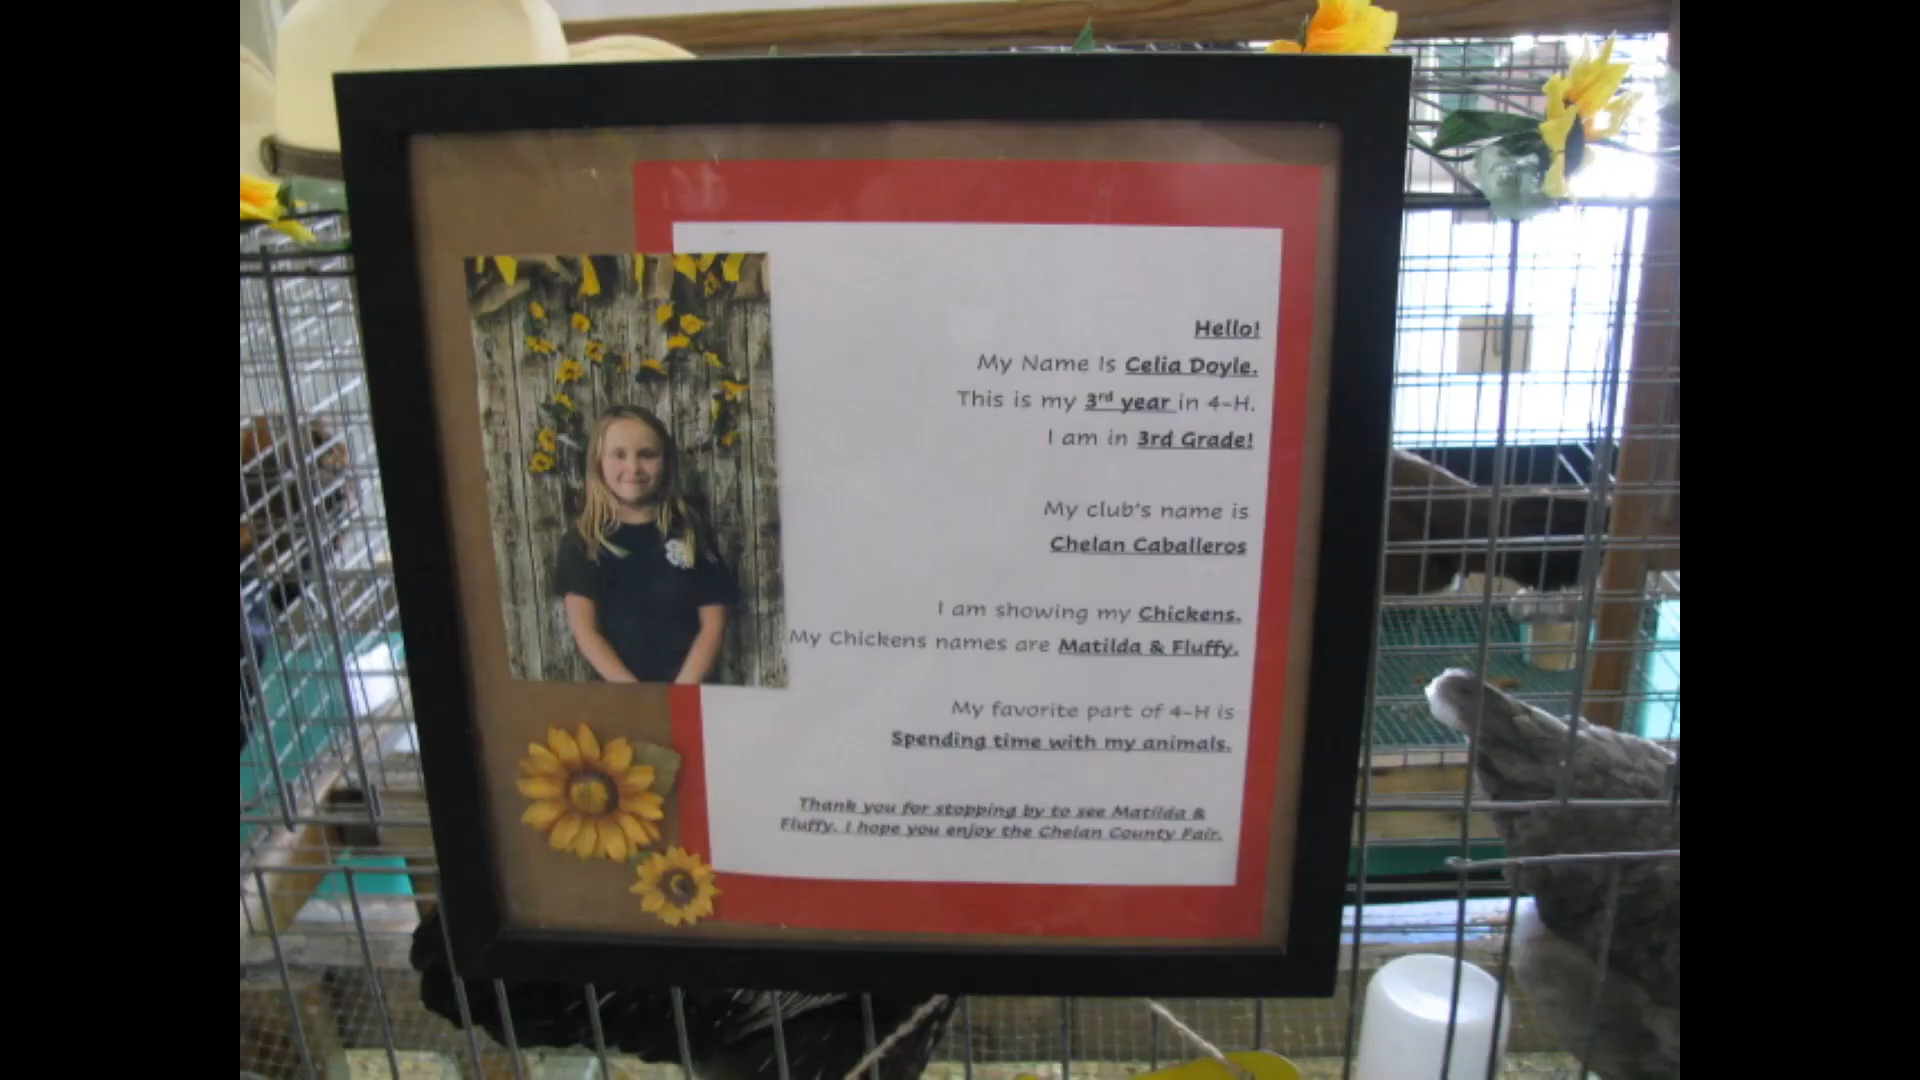 Hello!
My Name Is Celia Doyle.
This is my 3rd year in 4-H.
I am in 3rd Grade!
My club's name is
Chelan Caballeros
I am showing my Chickens.
My Chickens names are Matilda & Fluffy.
My favorite part of 4-H is
Spending time with my animals.
Thank you for stopping by to see Matilda &
Fluffy. I hope you enjoy the Chelan County Fair.